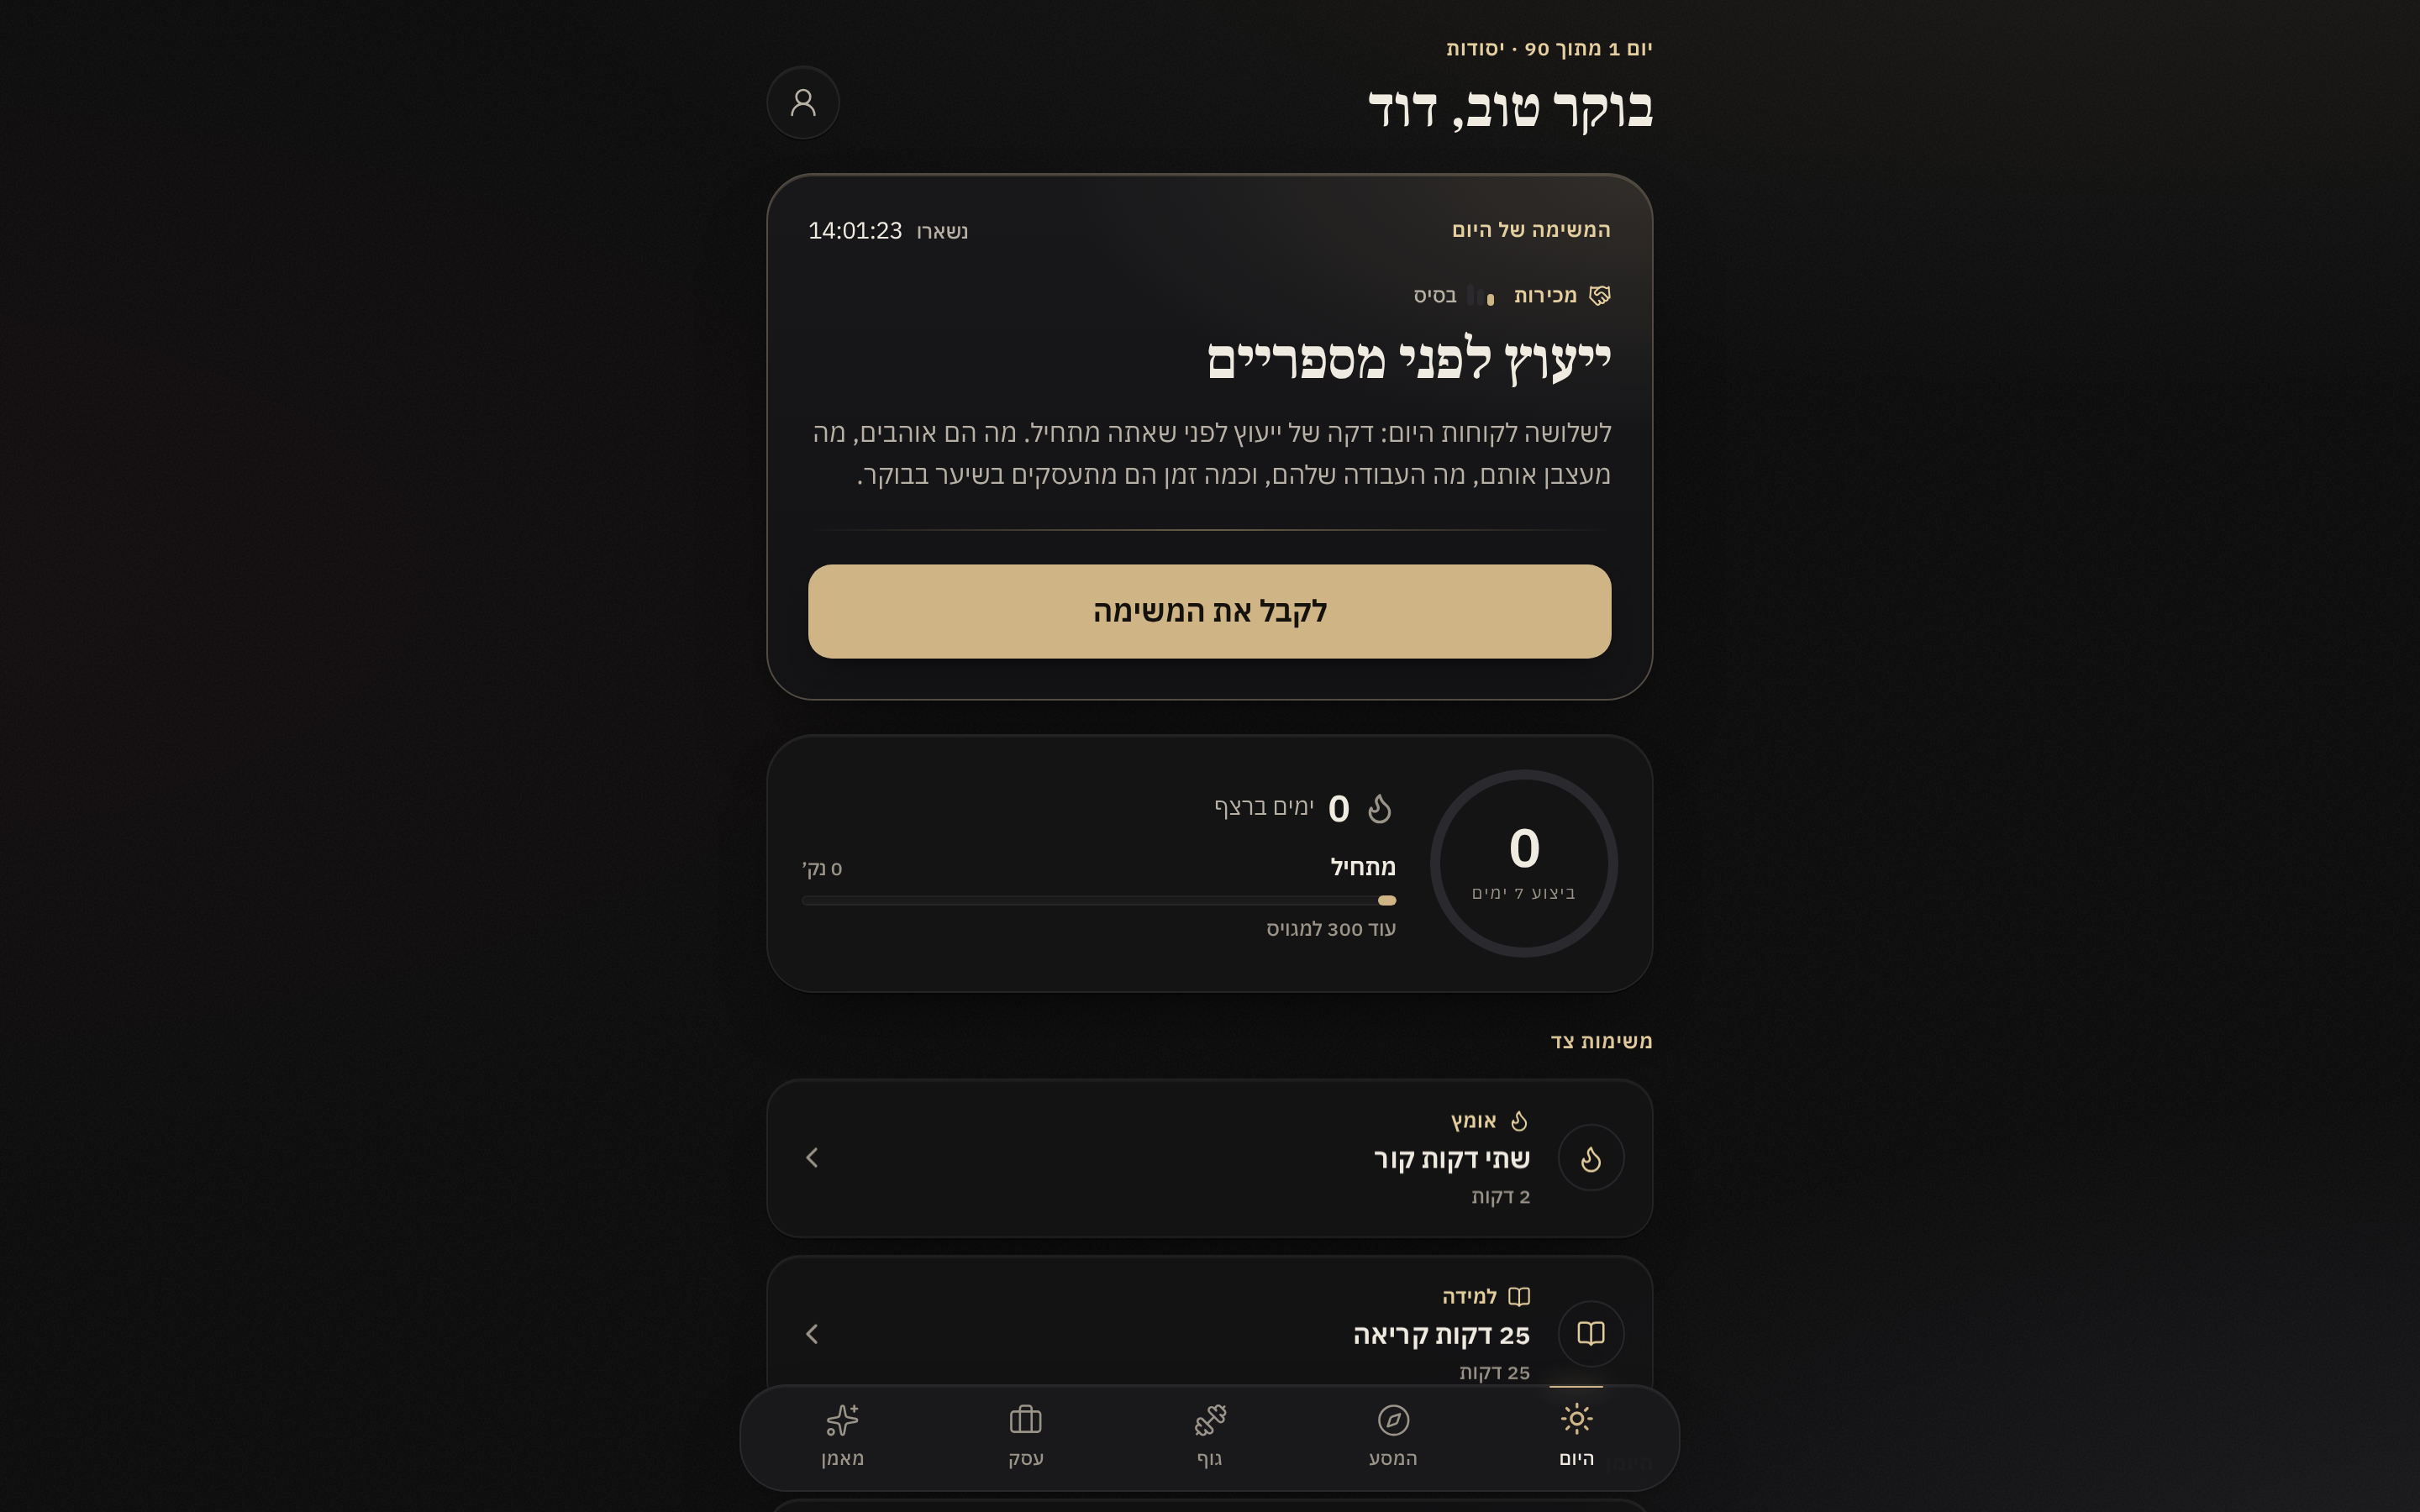 יום 1 מתוך 90 · יסודות
בוקר טוב, דוד
המשימה של היום
נשארו 14:01:23
מכירות בסיס
ייעוץ לפני מספריים
לשלושה לקוחות היום: דקה של ייעוץ לפני שאתה מתחיל. מה הם אוהבים, מה
מעצבן אותם, מה העבודה שלהם, וכמה זמן הם מתעסקים בשיער בבוקר.
לקבל את המשימה
0
ביצוע 7 ימים
0 ימים ברצף
מתחיל
0 נק׳
עוד 300 למגויס
משימות צד
אומץ
שתי דקות קור
2 דקות
למידה
25 דקות קריאה
25 דקות
היום
המסע
גוף
עסק
מאמן